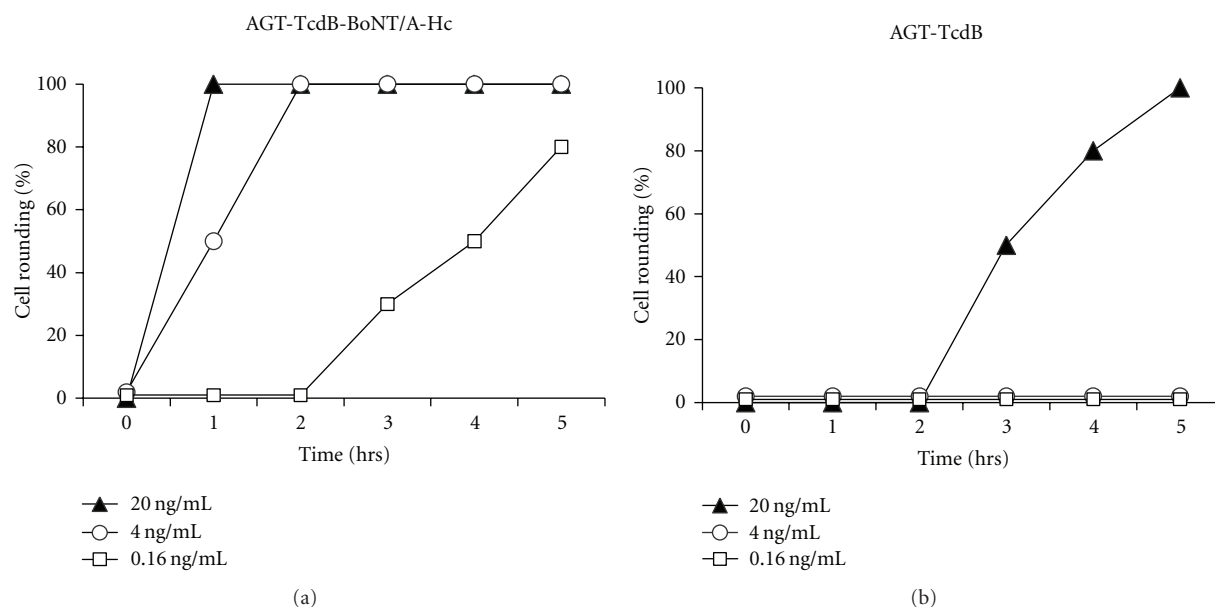 AGT-TcdB-BoNT/A-Hc
100
80
60
40
20
0
Cell rounding (%)
0 1 2 3 4 5
Time (hrs)
20 ng/mL
4 ng/mL
0.16 ng/mL
(a)
AGT-TcdB
100
80
60
40
20
0
Cell rounding (%)
0 1 2 3 4 5
Time (hrs)
20 ng/mL
4 ng/mL
0.16 ng/mL
(b)